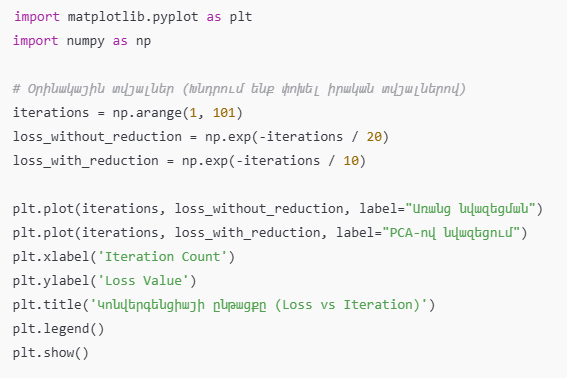 import matplotlib.pyplot as plt
import numpy as np
# Օրինակային տվյալներ (Խնդրում ենք փոխել իրական տվյալներով)
iterations = np.arange(1, 101)
loss_without_reduction = np.exp(-iterations / 20)
loss_with_reduction = np.exp(-iterations / 10)
plt.plot(iterations, loss_without_reduction, label="Առանց նվազեցման")
plt.plot(iterations, loss_with_reduction, label="PCA-ով նվազեցում")
plt.xlabel('Iteration Count')
plt.ylabel('Loss Value')
plt.title('Կոնվերգենցիայի ընթացքը (Loss vs Iteration)')
plt.legend()
plt.show()